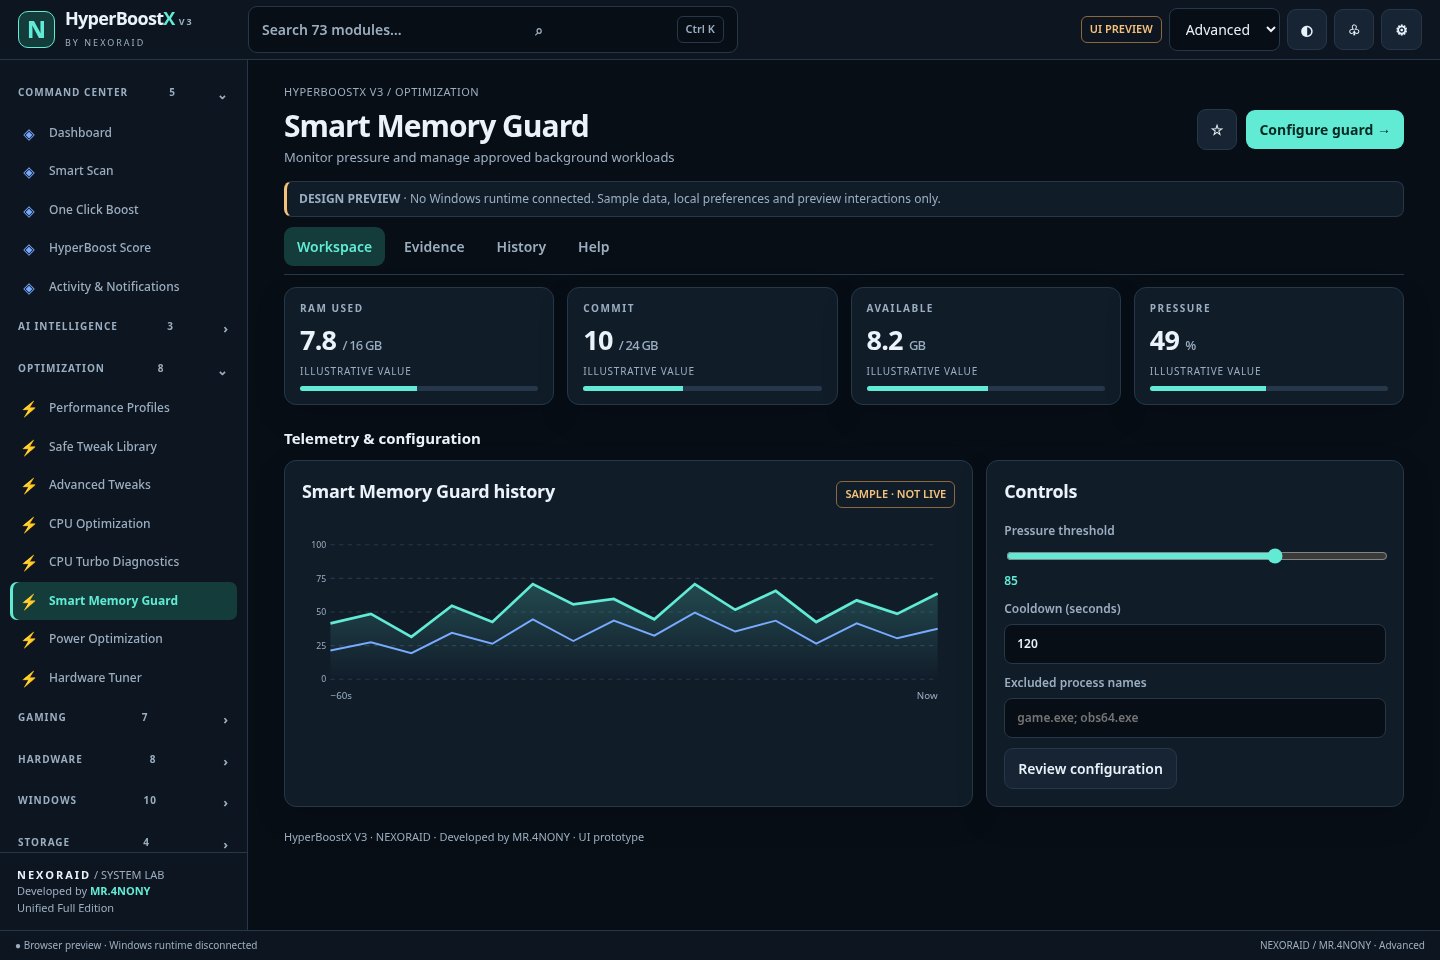 N
HyperBoostX V3
BY NEXORAID
Search 73 modules...
Ctrl K
UI PREVIEW
Advanced
COMMAND CENTER 5
Dashboard
Smart Scan
One Click Boost
HyperBoost Score
Activity & Notifications
AI INTELLIGENCE 3
OPTIMIZATION 8
Performance Profiles
Safe Tweak Library
Advanced Tweaks
CPU Optimization
CPU Turbo Diagnostics
Smart Memory Guard
Power Optimization
Hardware Tuner
GAMING 7
HARDWARE 8
WINDOWS 10
STORAGE 4
NEXORAID / SYSTEM LAB
Developed by MR.4NONY
Unified Full Edition
HYPERBOOSTX V3 / OPTIMIZATION
Smart Memory Guard
Monitor pressure and manage approved background workloads
Configure guard →
DESIGN PREVIEW · No Windows runtime connected. Sample data, local preferences and preview interactions only.
Workspace Evidence History Help
RAM USED
7.8 / 16 GB
ILLUSTRATIVE VALUE
COMMIT
10 / 24 GB
ILLUSTRATIVE VALUE
AVAILABLE
8.2 GB
ILLUSTRATIVE VALUE
PRESSURE
49 %
ILLUSTRATIVE VALUE
Telemetry & configuration
Smart Memory Guard history
SAMPLE · NOT LIVE
100
75
50
25
0
−60s
Now
Controls
Pressure threshold
85
Cooldown (seconds)
120
Excluded process names
game.exe; obs64.exe
Review configuration
HyperBoostX V3 · NEXORAID · Developed by MR.4NONY · UI prototype
● Browser preview · Windows runtime disconnected
NEXORAID / MR.4NONY · Advanced